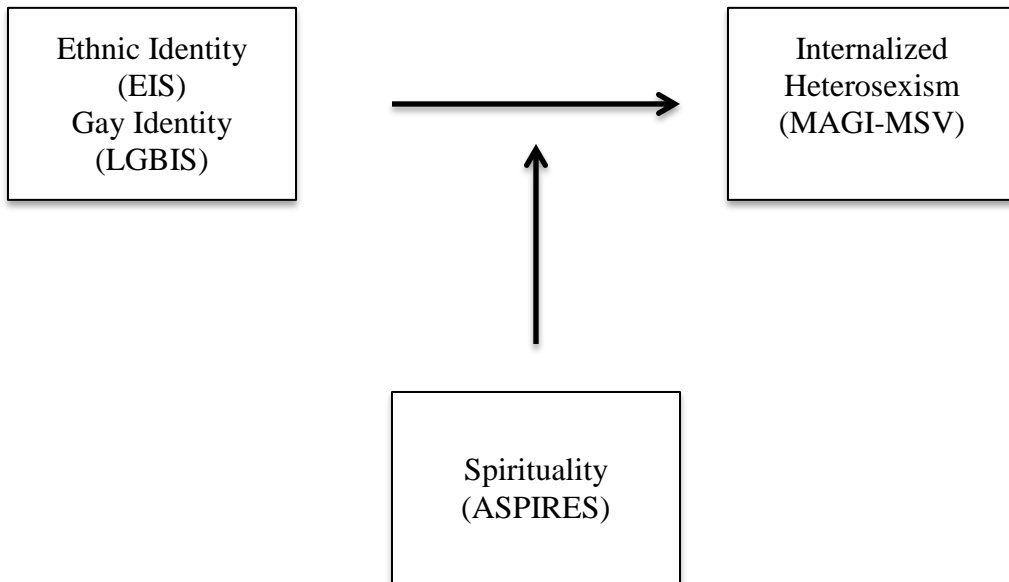 Ethnic Identity
(EIS)
Gay Identity
(LGBIS)
Internalized
Heterosexism
(MAGI-MSV)
Spirituality
(ASPIRES)